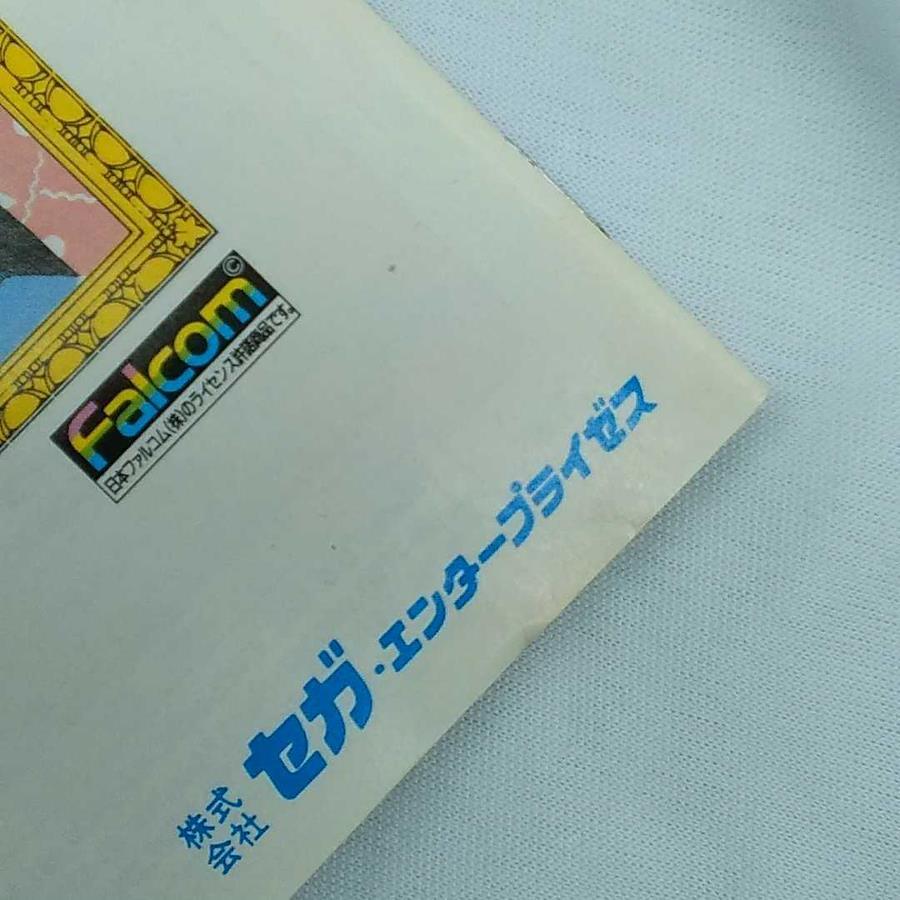 Falcom ©
日本ファルコム(株)のライセンス許諾商品です。
株式会社 セガ・エンタープライゼス